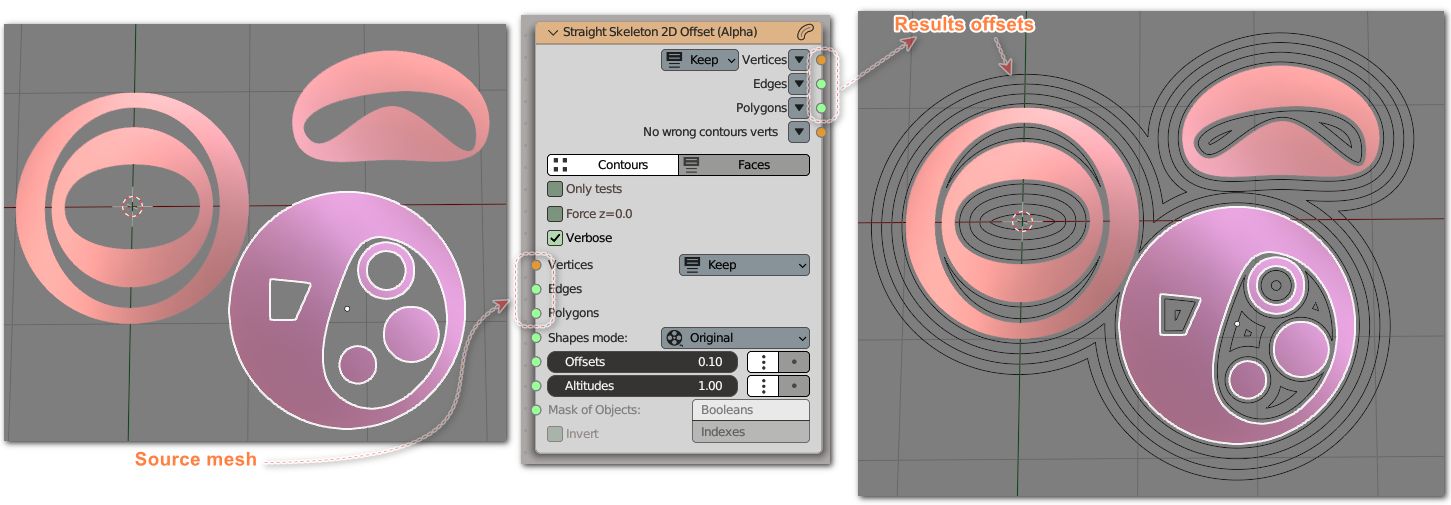 Straight Skeleton 2D Offset (Alpha)
Keep Vertices
Edges
Polygons
No wrong contours verts
Contours Faces
Only tests
Force z=0.0
Verbose
Vertices Keep
Edges
Polygons
Shapes mode: Original
Offsets 0.10
Altitudes 1.00
Mask of Objects: Booleans
Invert Indexes
Source mesh
Results offsets